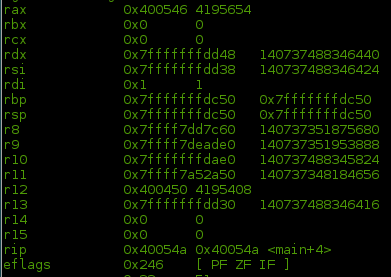 rax 0x400546 4195654
rbx 0x0 0
rcx 0x0 0
rdx 0x7fffffffdd48 140737488346440
rsi 0x7fffffffdd38 140737488346424
rdi 0x1 1
rbp 0x7fffffffdc50 0x7fffffffdc50
rsp 0x7fffffffdc50 0x7fffffffdc50
r8 0x7ffff7dd7c60 140737351875680
r9 0x7ffff7deade0 140737351953888
r10 0x7fffffffdae0 140737488345824
r11 0x7ffff7a52a50 140737348184656
r12 0x400450 4195408
r13 0x7fffffffdd30 140737488346416
r14 0x0 0
r15 0x0 0
rip 0x40054a 0x40054a <main+4>
eflags 0x246 [ PF ZF IF ]